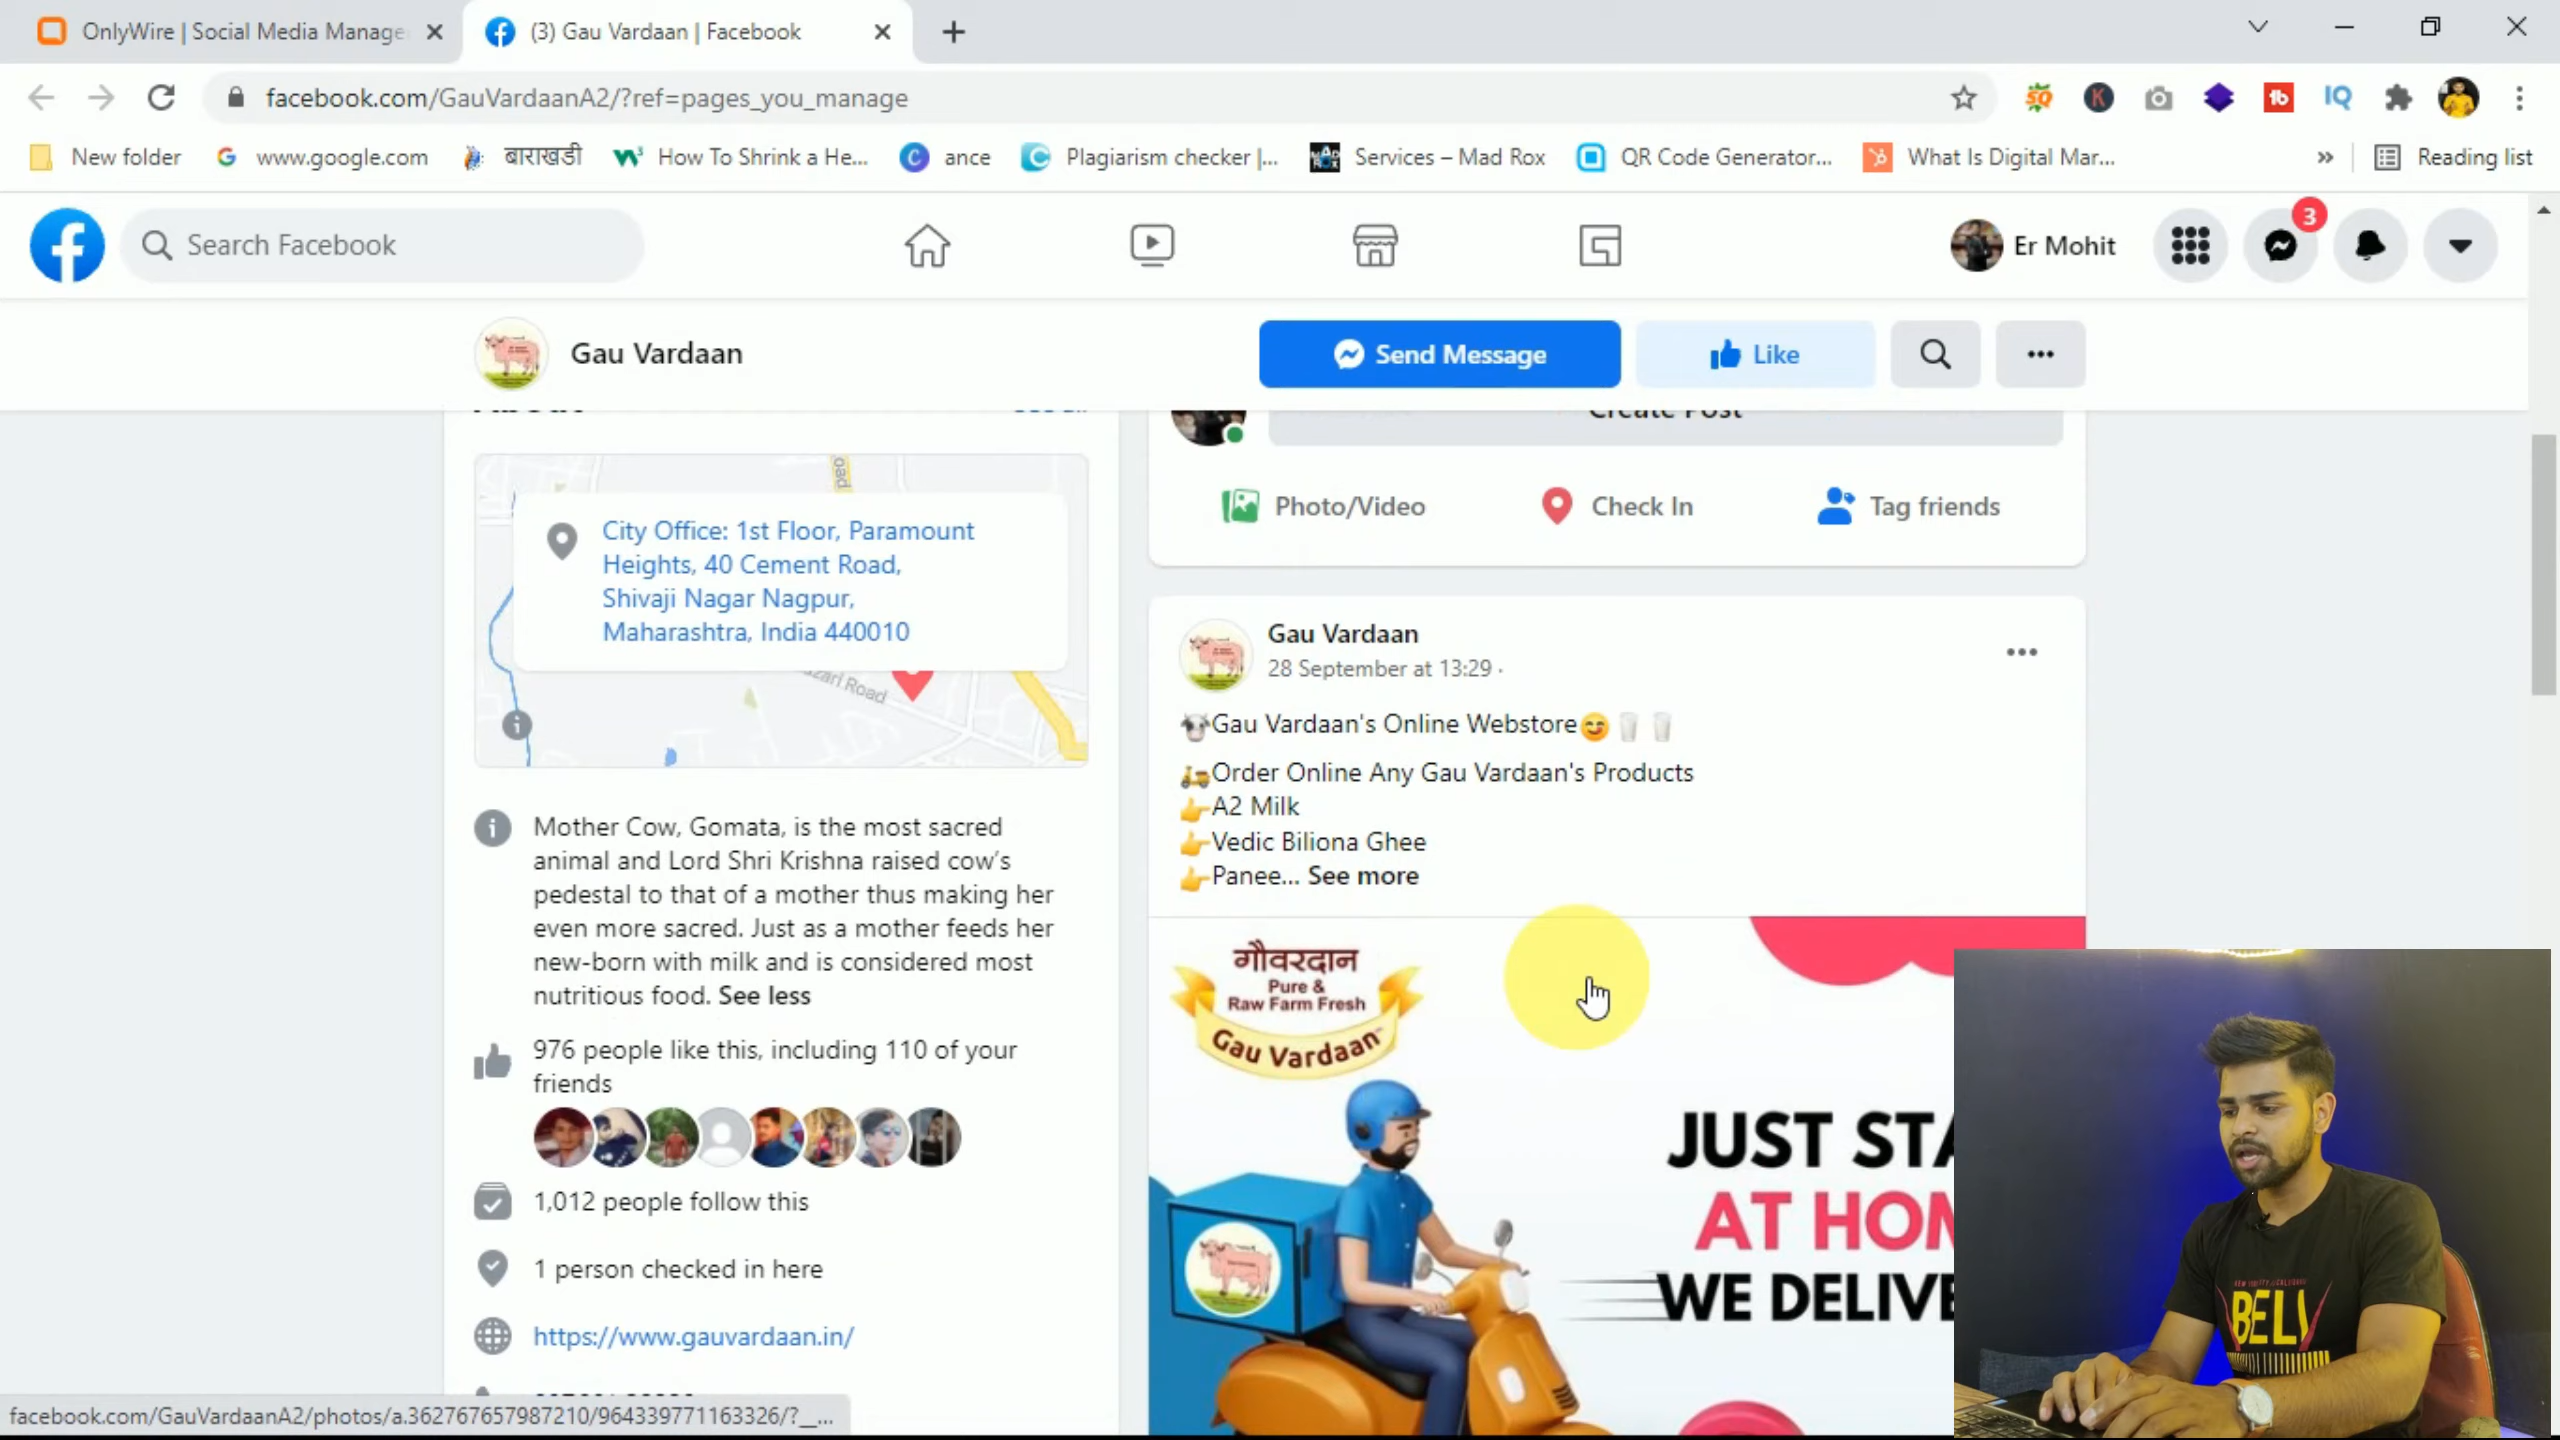 OnlyWire | Social Media Manage
(3) Gau Vardaan | Facebook
facebook.com/GauVardaanA2/?ref=pages_you_manage
New folder
www.google.com
बाराखडी
How To Shrink a He...
ance
Plagiarism checker |...
Services – Mad Rox
QR Code Generator...
What Is Digital Mar...
»
Reading list
Search Facebook
Er Mohit
3
Gau Vardaan
Send Message
Like
Create Post
City Office: 1st Floor, Paramount
Heights, 40 Cement Road,
Shivaji Nagar Nagpur,
Maharashtra, India 440010
Mother Cow, Gomata, is the most sacred
animal and Lord Shri Krishna raised cow’s
pedestal to that of a mother thus making her
even more sacred. Just as a mother feeds her
new-born with milk and is considered most
nutritious food. See less
976 people like this, including 110 of your
friends
1,012 people follow this
1 person checked in here
https://www.gauvardaan.in/
facebook.com/GauVardaanA2/photos/a.362767657987210/964339771163326/?__...
Photo/Video
Check In
Tag friends
Gau Vardaan
28 September at 13:29 ·
🐮Gau Vardaan's Online Webstore😊🥛🥛
🛵Order Online Any Gau Vardaan's Products
👉A2 Milk
👉Vedic Biliona Ghee
👉Panee... See more
गौवरदान
Pure &
Raw Farm Fresh
Gau Vardaan
JUST STA
AT HOM
WE DELIVE
BELI